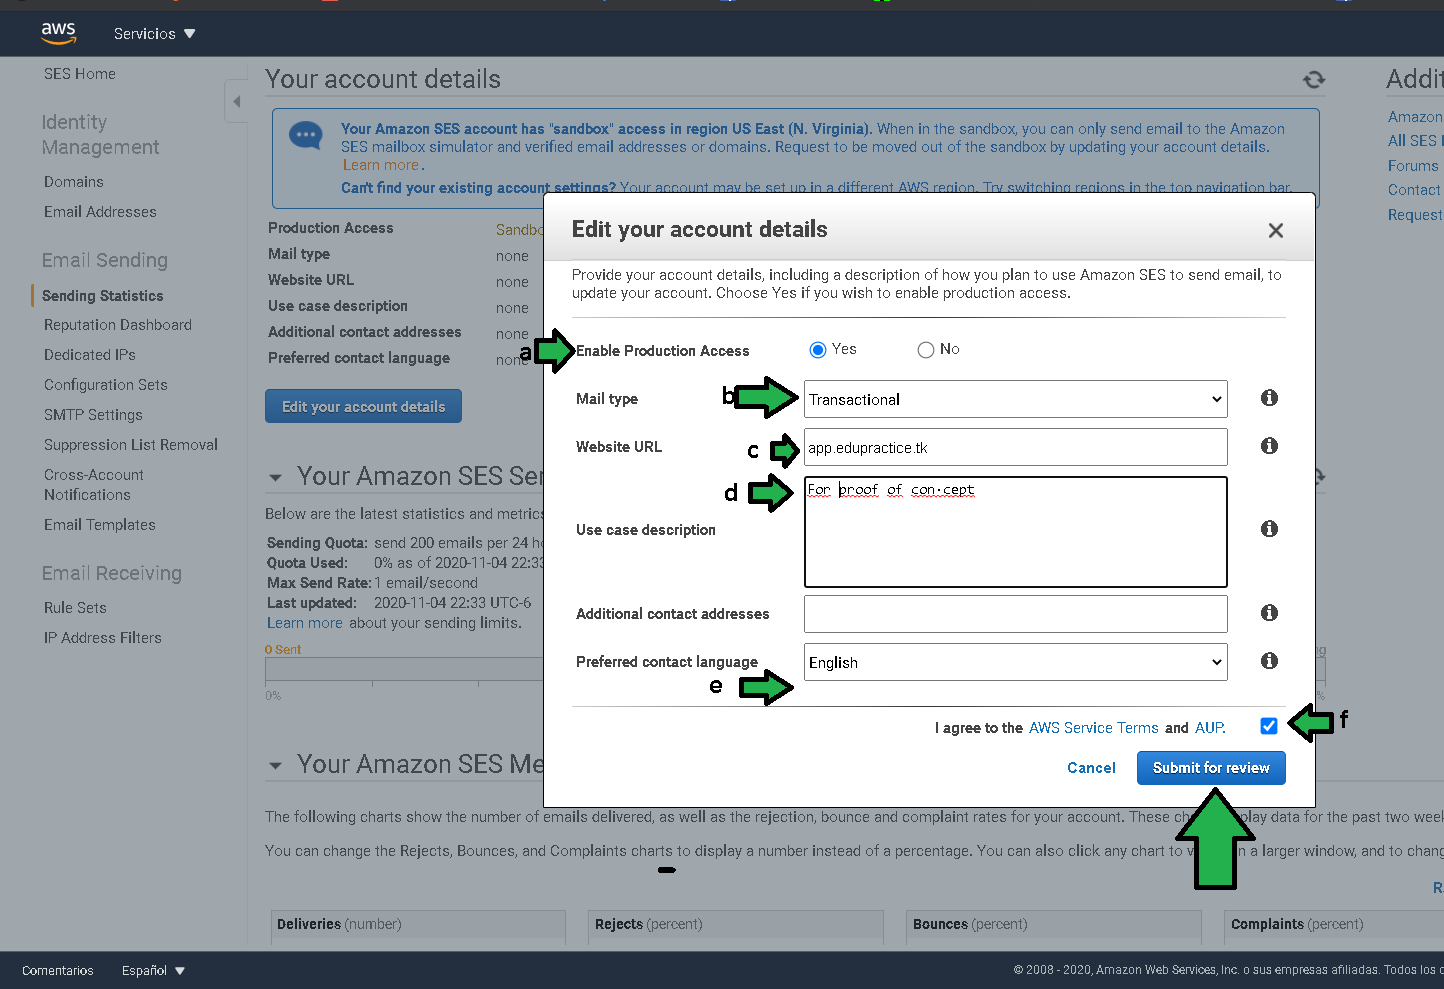 aws
Servicios
SES Home
Identity
Management
Domains
Email Addresses
Email Sending
Sending Statistics
Reputation Dashboard
Dedicated IPs
Configuration Sets
SMTP Settings
Suppression List Removal
Cross-Account
Notifications
Email Templates
Email Receiving
Rule Sets
IP Address Filters
Your account details
Your Amazon SES account has "sandbox" access in region US East (N. Virginia). When in the sandbox, you can only send email to the Amazon
SES mailbox simulator and verified email addresses or domains. Request to be moved out of the sandbox by updating your account details.
Learn more.
Can't find your existing account settings? Your account may be set up in a different AWS region. Try switching regions in the top navigation bar.
Production Access Sandbo
Mail type none
Website URL none
Use case description none
Additional contact addresses none
Preferred contact language none
Edit your account details
Your Amazon SES Ser
Below are the latest statistics and metrics
Sending Quota: send 200 emails per 24 ho
Quota Used: 0% as of 2020-11-04 22:33
Max Send Rate: 1 email/second
Last updated: 2020-11-04 22:33 UTC-6
Learn more about your sending limits.
0 Sent
0%
Edit your account details
Provide your account details, including a description of how you plan to use Amazon SES to send email, to
update your account. Choose Yes if you wish to enable production access.
a Enable Production Access Yes No
Mail type b Transactional
Website URL c app.edupractice.tk
d For proof of con·cept
Use case description
Additional contact addresses
Preferred contact language English
e
I agree to the AWS Service Terms and AUP. f
Cancel Submit for review
ng
%
Addit
Amazon
All SES
Forums
Contact
Request
Your Amazon SES Me
The following charts show the number of emails delivered, as well as the rejection, bounce and complaint rates for your account. These play data for the past two week
You can change the Rejects, Bounces, and Complaints charts to display a number instead of a percentage. You can also click any chart to v n a larger window, and to chang
R
Deliveries (number) Rejects (percent) Bounces (percent) Complaints (percent)
Comentarios Español © 2008 - 2020, Amazon Web Services, Inc. o sus empresas afiliadas. Todos los